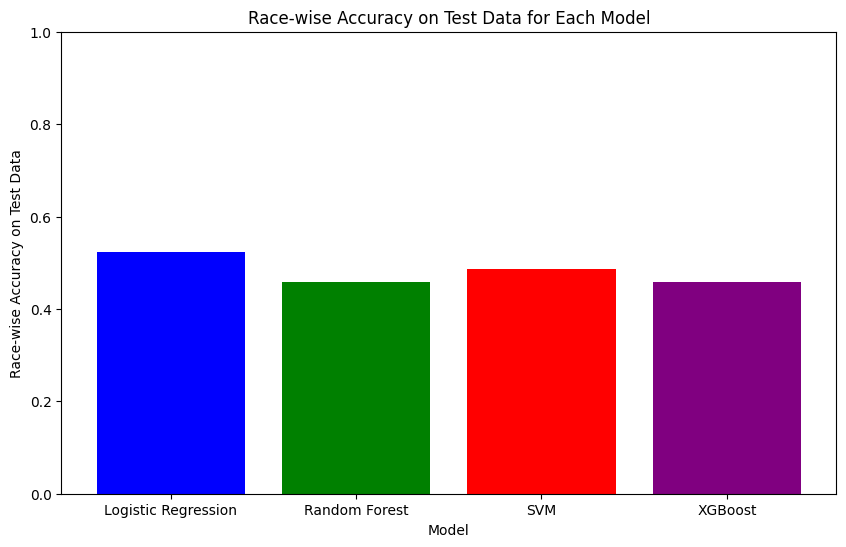 Race-wise Accuracy on Test Data for Each Model
Race-wise Accuracy on Test Data
1.0
0.8
0.6
0.4
0.2
0.0
Logistic Regression
Random Forest
SVM
XGBoost
Model